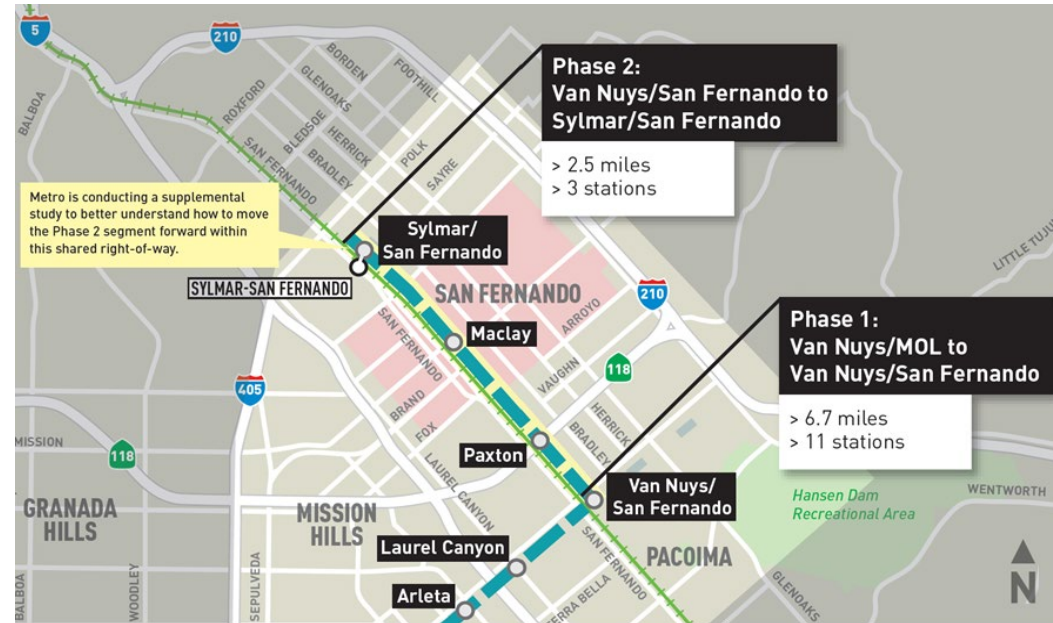 5
210
BORDEN
GLENOAKS
FOOTHILL
BALBOA
ROXFORD
BLEDSOE
HERRICK
BRADLEY
POLK
SAYRE
SAN FERNANDO
Phase 2:
Van Nuys/San Fernando to
Sylmar/San Fernando
> 2.5 miles
> 3 stations
Metro is conducting a supplemental
study to better understand how to move
the Phase 2 segment forward within
this shared right-of-way.
Sylmar/
San Fernando
SYLMAR-SAN FERNANDO
SAN FERNANDO
LITTLE TUJU
210
ARROYO
Maclay
SAN FERNANDO
Phase 1:
Van Nuys/MOL to
Van Nuys/San Fernando
> 6.7 miles
> 11 stations
405
118
VAUGHN
BRAND
FOX
HERRICK
BRADLEY
MISSION
118
Paxton
LAUREL CANYON
Van Nuys/
San Fernando
Hansen Dam
Recreational Area
WENTWORTH
GRANADA
HILLS
MISSION
HILLS
Laurel Canyon
SAN FERNANDO
PACOIMA
Arleta
BALBOA
WOODLEY
SEPULVEDA
ERRA BELLA
GLENOAKS
N